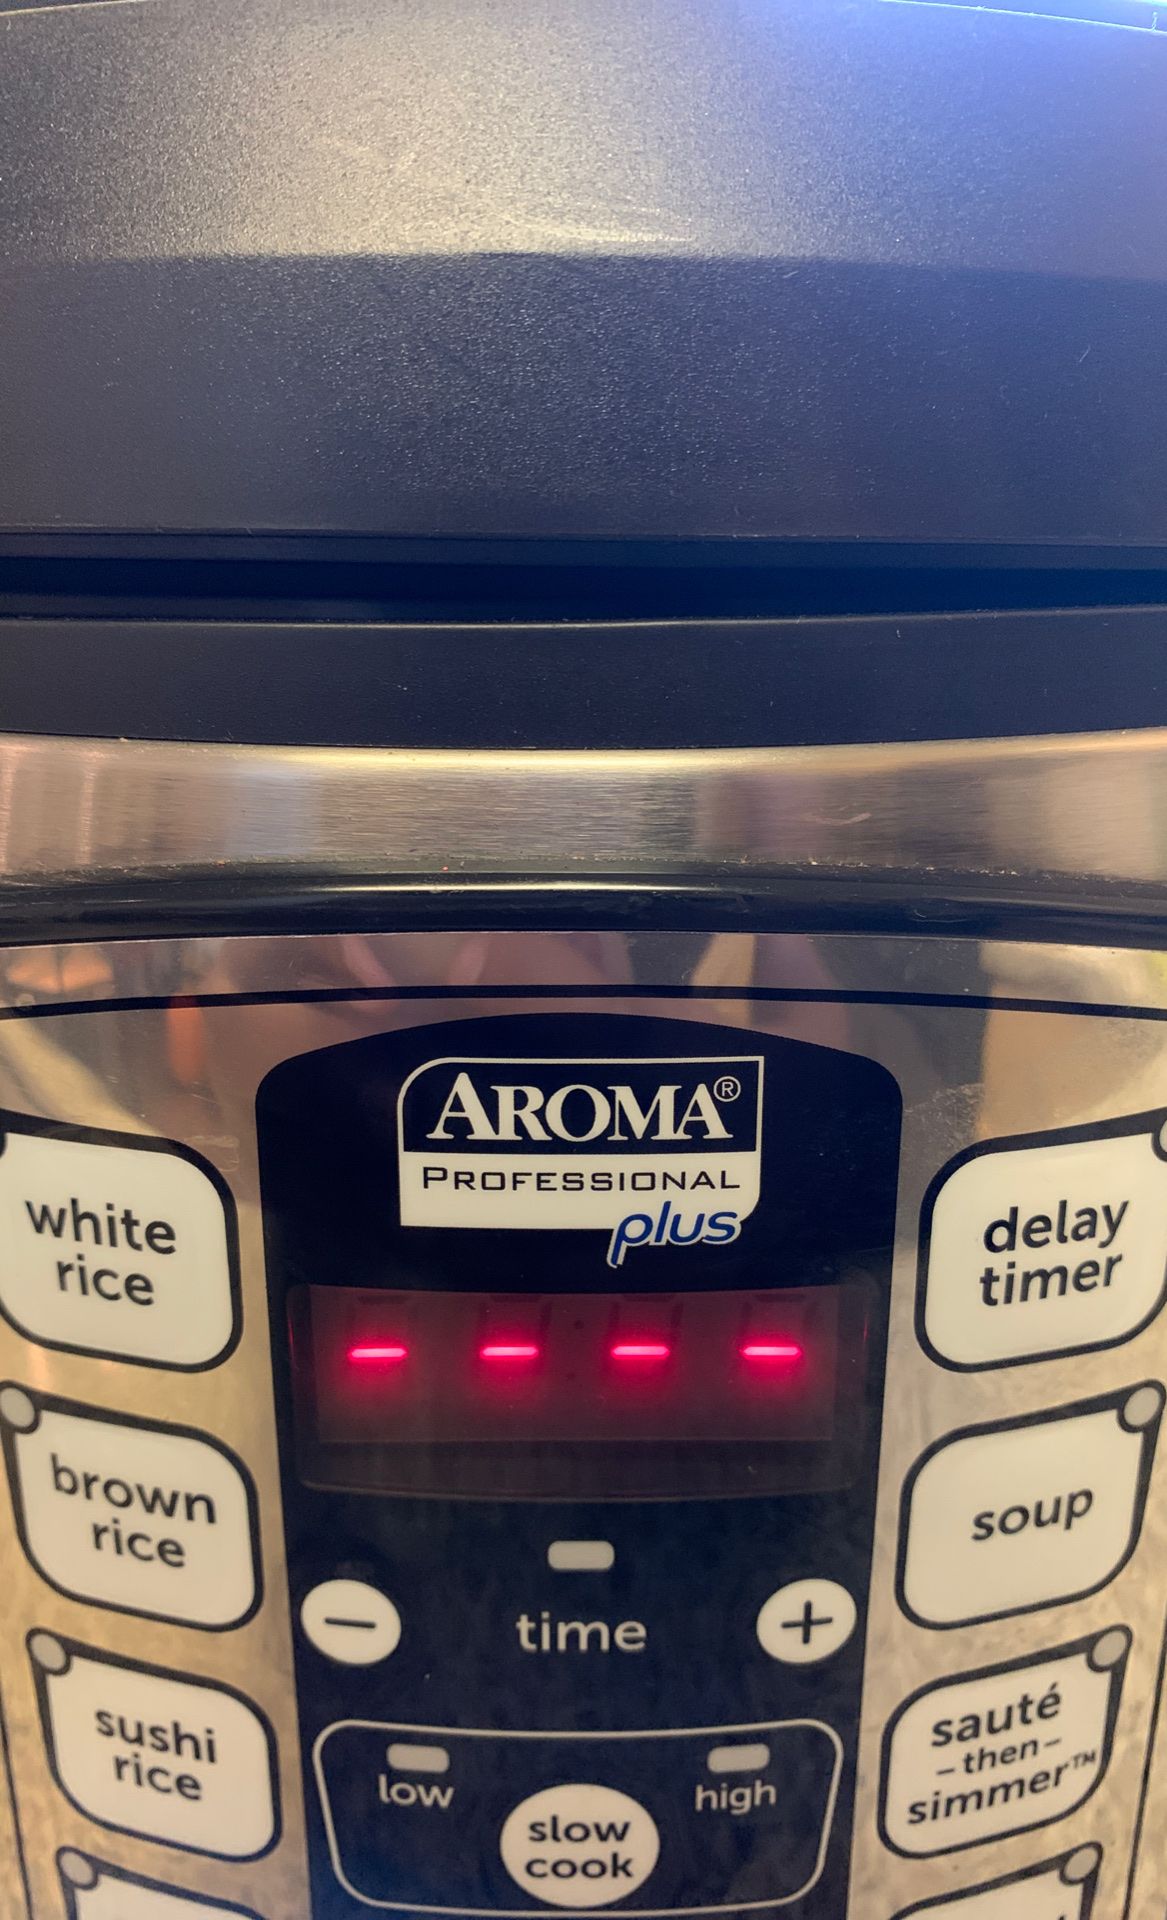 AROMA®
PROFESSIONAL
plus
white
rice
delay
timer
- - - -
brown
rice
soup
− time +
sushi
rice
sauté
–then–
simmer™
low
high
slow
cook